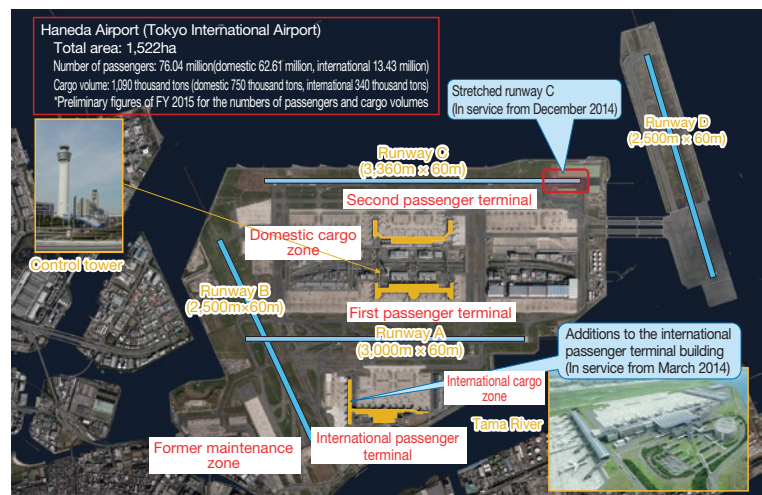 Haneda Airport (Tokyo International Airport)
Total area: 1,522ha
Number of passengers: 76.04 million(domestic 62.61 million, international 13.43 million)
Cargo volume: 1,090 thousand tons (domestic 750 thousand tons, international 340 thousand tons)
*Preliminary figures of FY 2015 for the numbers of passengers and cargo volumes
Stretched runway C
(In service from December 2014)
Runway D
(2,500m × 60m)
Runway C
(3,360m × 60m)
Second passenger terminal
Domestic cargo
zone
Control tower
Runway B
(2,500m×60m)
First passenger terminal
Runway A
(3,000m × 60m)
Additions to the international
passenger terminal building
(In service from March 2014)
International cargo
zone
Tama River
International passenger
terminal
Former maintenance
zone